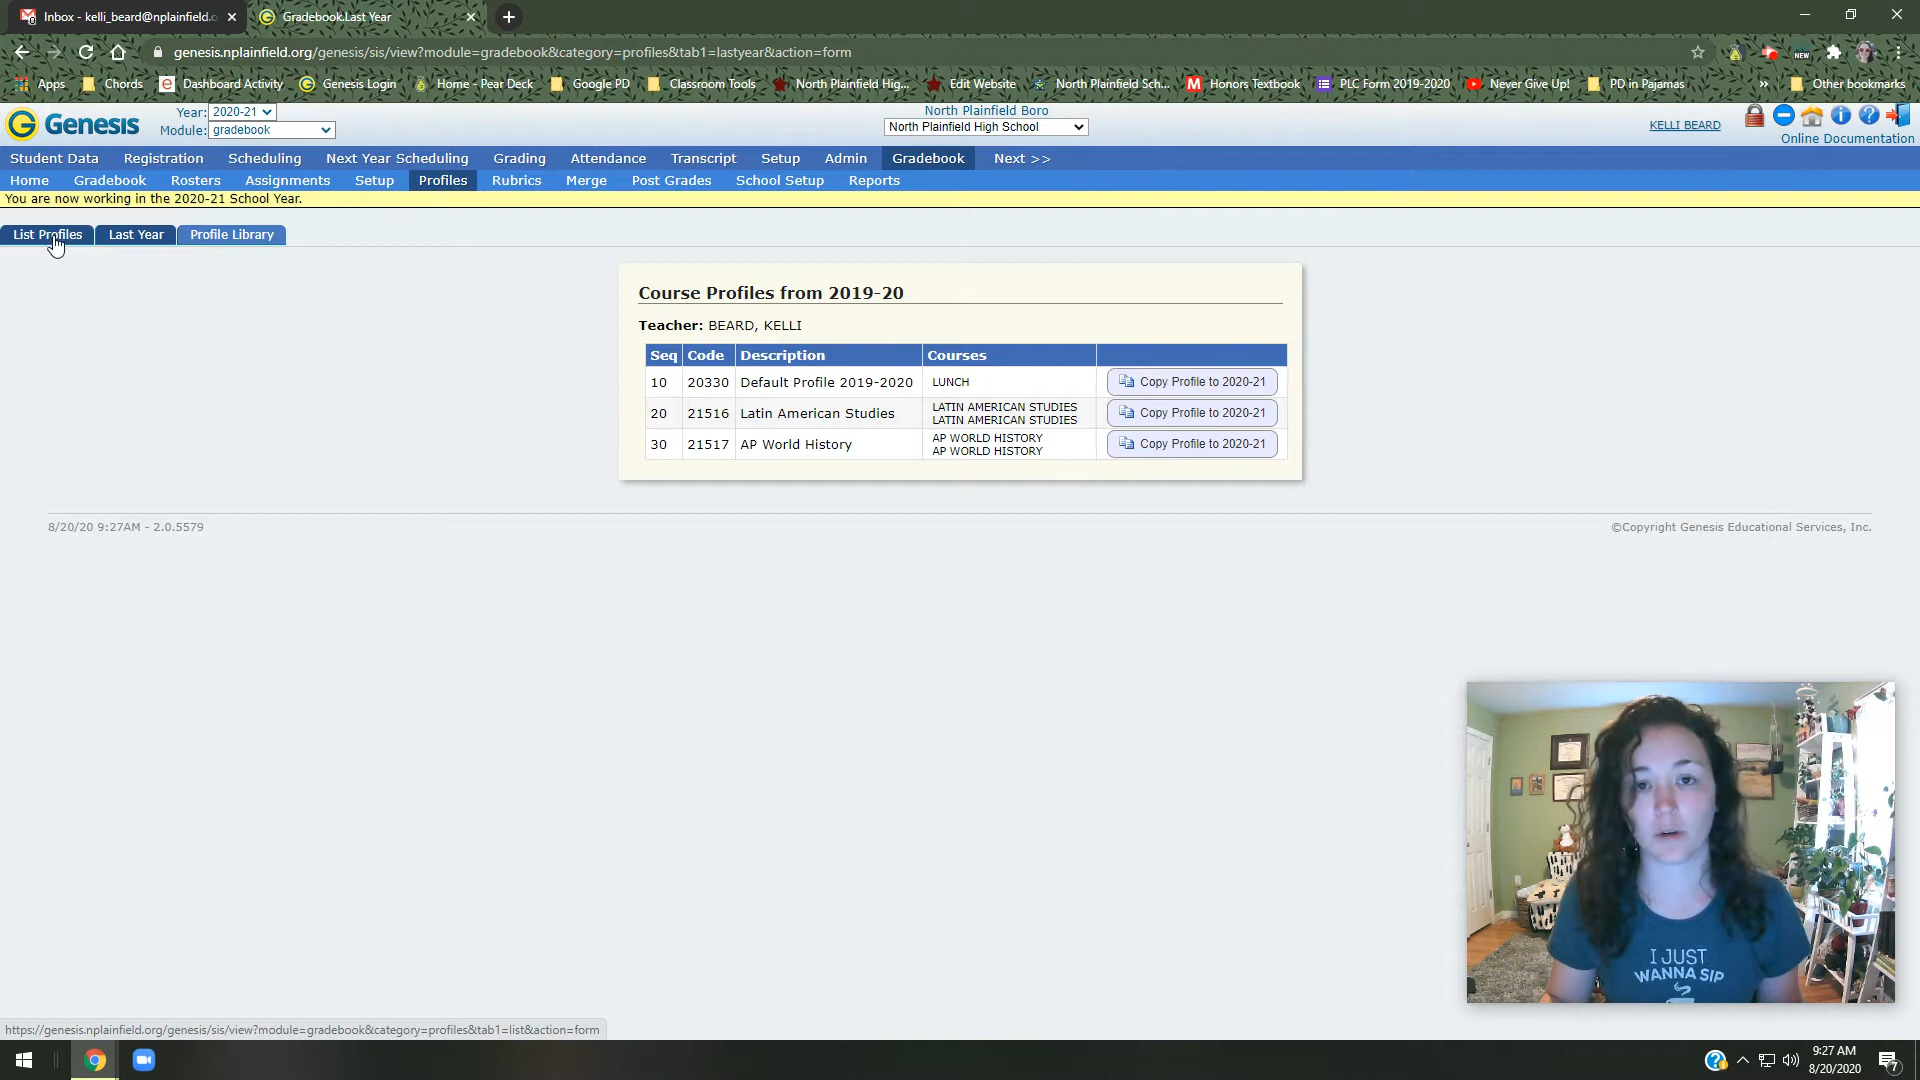 Inbox - kelli_beard@nplainfield.o
Gradebook.Last Year
genesis.nplainfield.org/genesis/sis/view?module=gradebook&category=profiles&tab1=lastyear&action=form
Apps
Chords
Dashboard Activity
Genesis Login
Home - Pear Deck
Google PD
Classroom Tools
North Plainfield Hig...
Edit Website
North Plainfield Sch...
Honors Textbook
PLC Form 2019-2020
Never Give Up!
PD in Pajamas
»
Other bookmarks
NEW
Genesis
Year: 2020-21
Module: gradebook
North Plainfield Boro
North Plainfield High School
KELLI BEARD
Online Documentation
Student Data Registration Scheduling Next Year Scheduling Grading Attendance Transcript Setup Admin Gradebook Next >>
Home Gradebook Rosters Assignments Setup Profiles Rubrics Merge Post Grades School Setup Reports
You are now working in the 2020-21 School Year.
List Profiles Last Year Profile Library
Course Profiles from 2019-20
Teacher: BEARD, KELLI
Seq Code Description Courses
10 20330 Default Profile 2019-2020 LUNCH Copy Profile to 2020-21
20 21516 Latin American Studies LATIN AMERICAN STUDIES Copy Profile to 2020-21
LATIN AMERICAN STUDIES
30 21517 AP World History AP WORLD HISTORY Copy Profile to 2020-21
AP WORLD HISTORY
8/20/20 9:27AM - 2.0.5579
©Copyright Genesis Educational Services, Inc.
I JUST
WANNA SIP
https://genesis.nplainfield.org/genesis/sis/view?module=gradebook&category=profiles&tab1=list&action=form
9:27 AM
8/20/2020
7